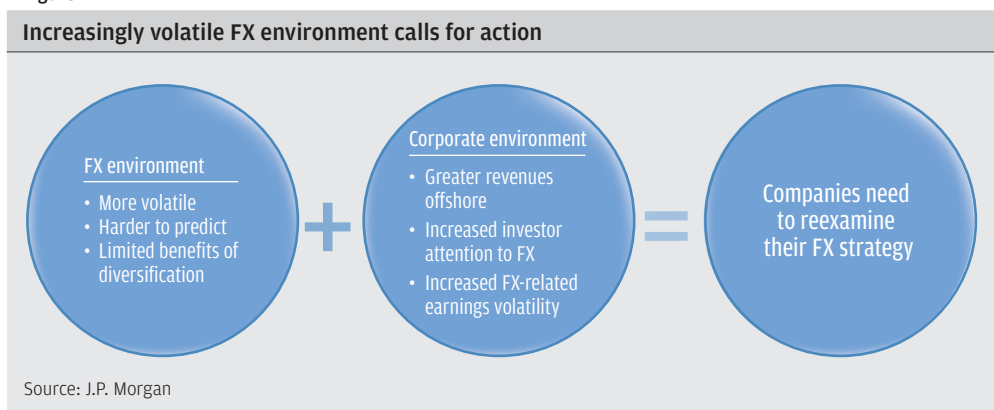 Increasingly volatile FX environment calls for action
FX environment
• More volatile
• Harder to predict
• Limited benefits of
diversification
+
Corporate environment
• Greater revenues
offshore
• Increased investor
attention to FX
• Increased FX-related
earnings volatility
=
Companies need
to reexamine
their FX strategy
Source: J.P. Morgan